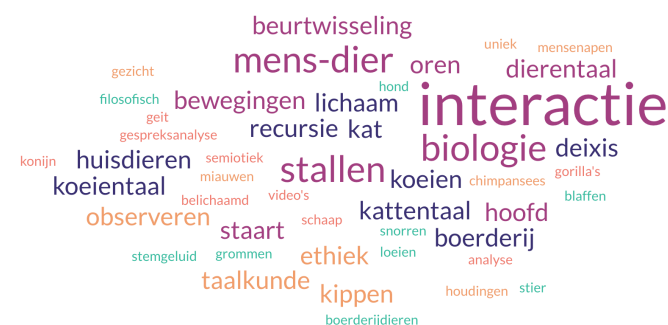 beurtwisseling
uniek
mensenapen
mens-dier
oren
dierentaal
gezicht
hond
filosofisch
bewegingen
lichaam
interactie
geit
gespreksanalyse
recursie
kat
biologie
deixis
konijn
huisdieren
semiotiek
stallen
koeien
chimpansees
gorilla's
koeientaal
miauwen
belichaamd
video's
blaffen
observeren
schaap
kattentaal
hoofd
staart
snorren
boerderij
stemgeluid
grommen
ethiek
loeien
analyse
taalkunde
kippen
houdingen
stier
boerderijdieren